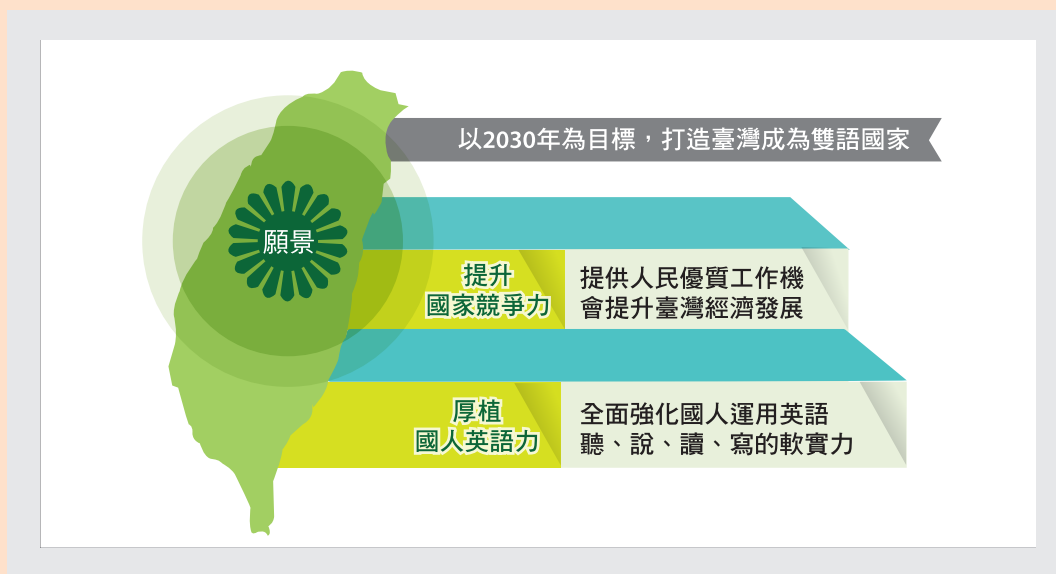 以2030年為目標，打造臺灣成為雙語國家
願景
提升
國家競爭力
提供人民優質工作機
會提升臺灣經濟發展
厚植
國人英語力
全面強化國人運用英語
聽、說、讀、寫的軟實力